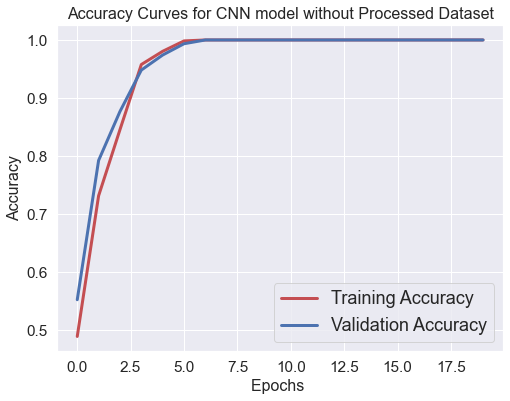 Accuracy Curves for CNN model without Processed Dataset
1.0
0.9
0.8
0.7
0.6
0.5
Accuracy
Training Accuracy
Validation Accuracy
0.0 2.5 5.0 7.5 10.0 12.5 15.0 17.5
Epochs